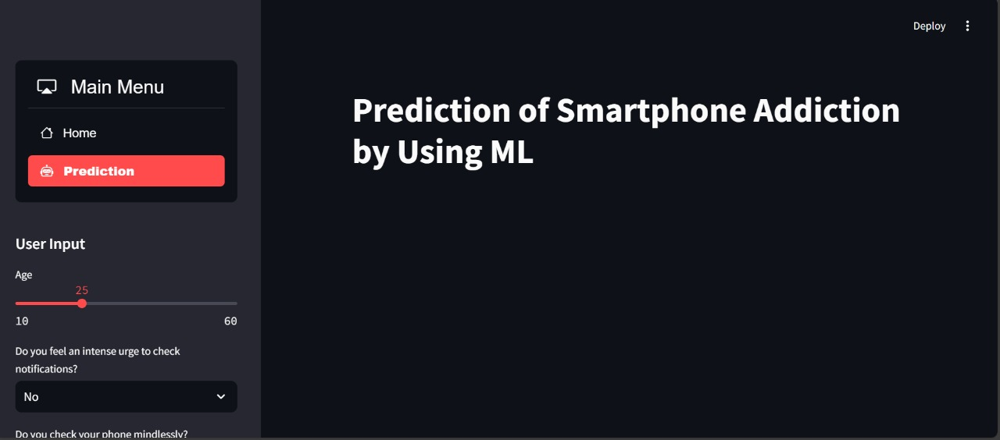 Deploy
Main Menu
Home
Prediction
Prediction of Smartphone Addiction
by Using ML
User Input
Age
25
10 60
Do you feel an intense urge to check
notifications?
No
Do you check your phone mindlessly?